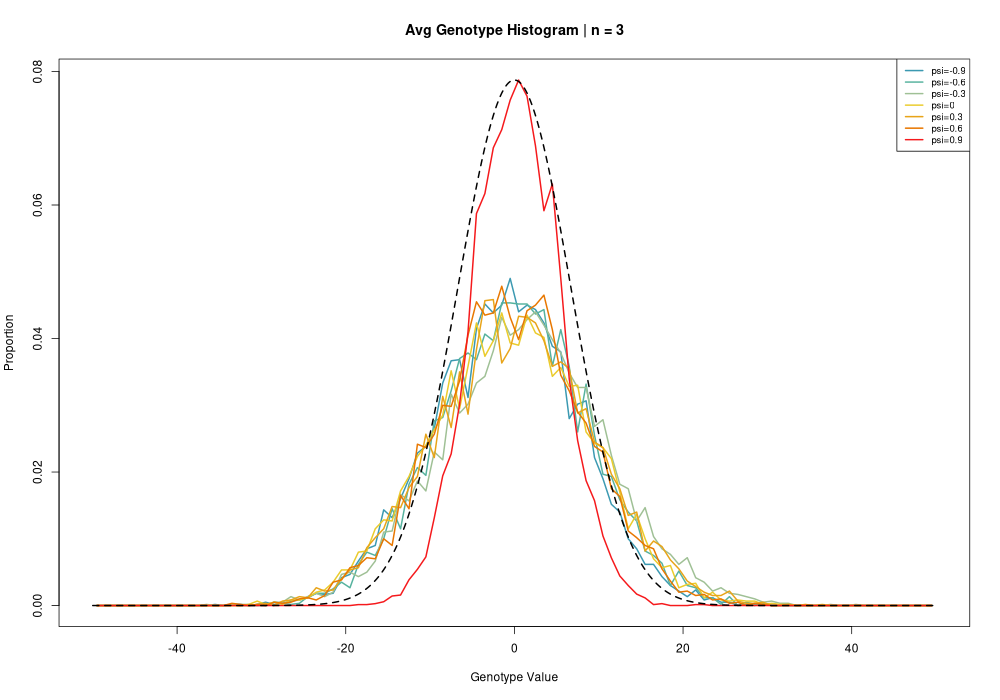 Avg Genotype Histogram | n = 3
psi=-0.9
psi=-0.6
psi=-0.3
psi=0
psi=0.3
psi=0.6
psi=0.9
Proportion
0.08
0.06
0.04
0.02
0.00
-40 -20 0 20 40
Genotype Value